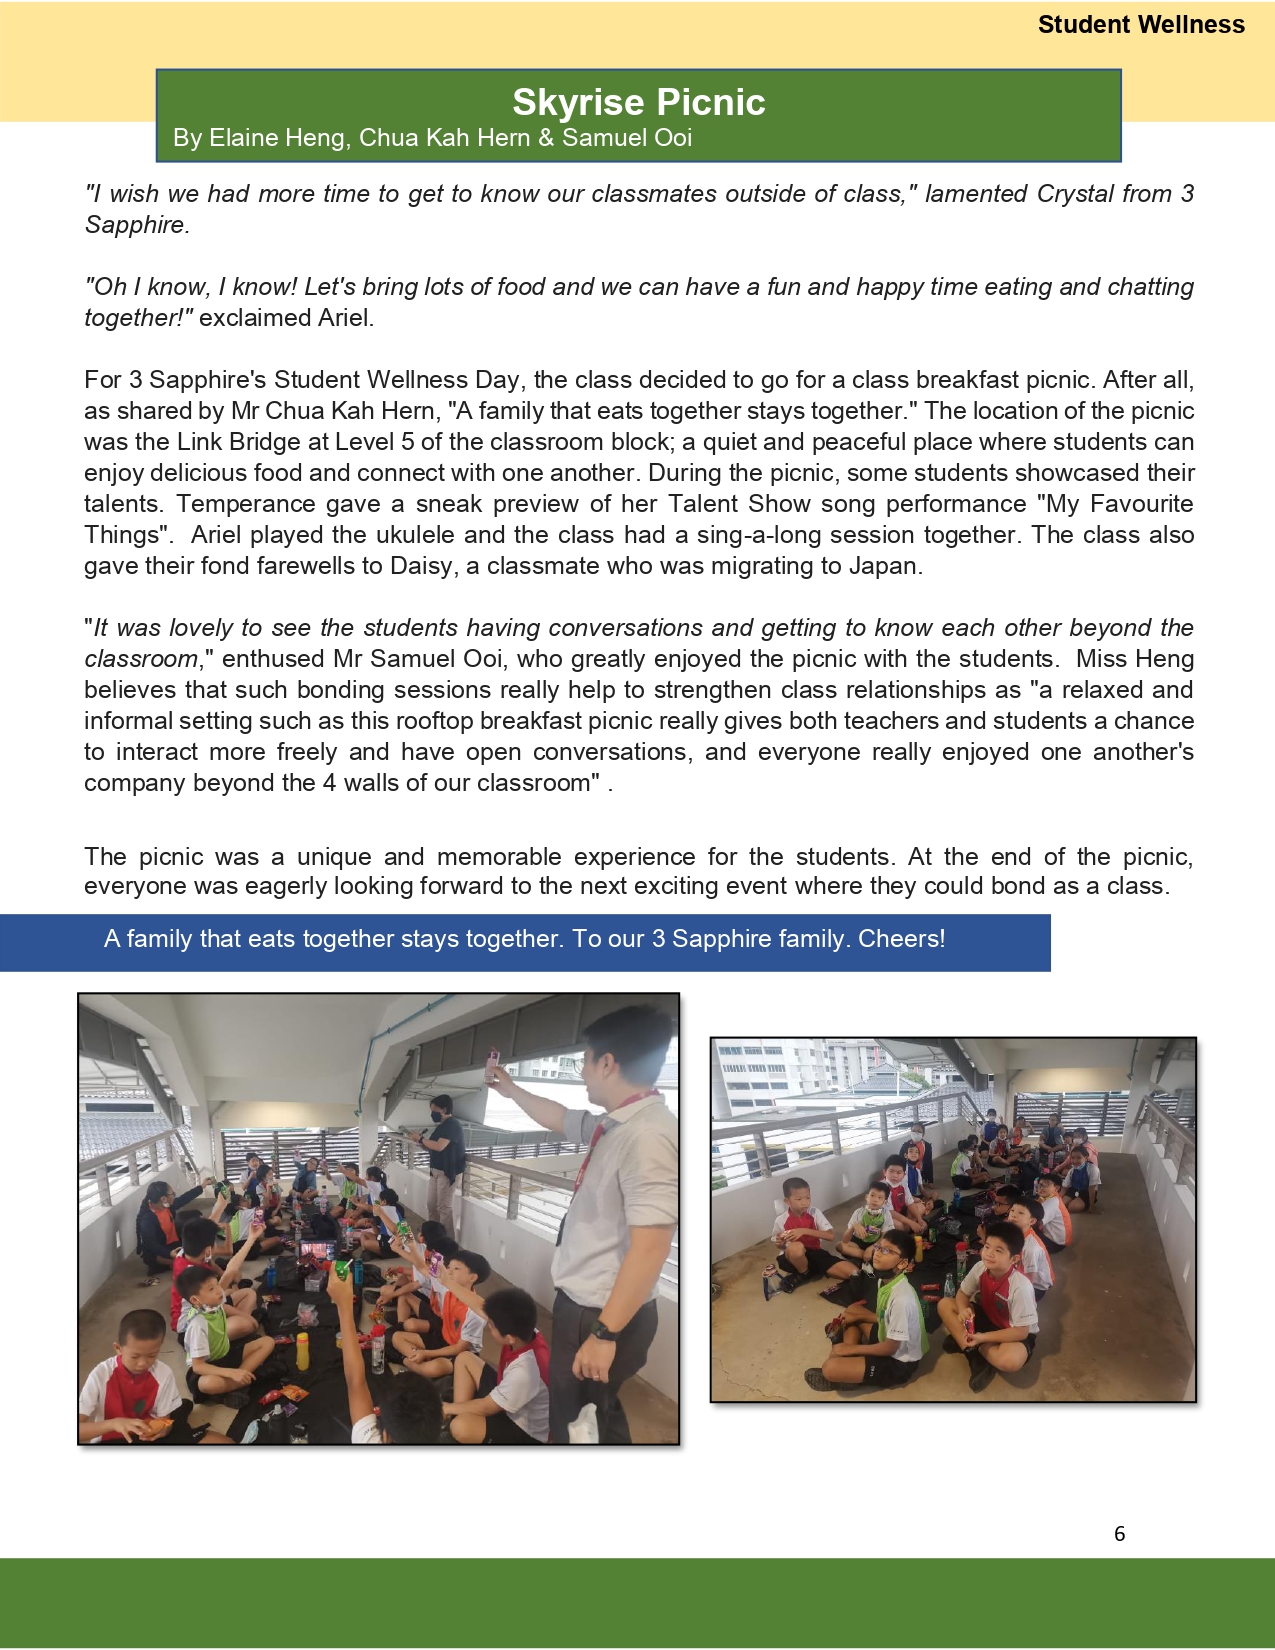 Student Wellness
Skyrise Picnic
By Elaine Heng, Chua Kah Hern & Samuel Ooi
"I wish we had more time to get to know our classmates outside of class," lamented Crystal from 3
Sapphire.
"Oh I know, I know! Let's bring lots of food and we can have a fun and happy time eating and chatting
together!" exclaimed Ariel.
For 3 Sapphire's Student Wellness Day, the class decided to go for a class breakfast picnic. After all,
as shared by Mr Chua Kah Hern, "A family that eats together stays together." The location of the picnic
was the Link Bridge at Level 5 of the classroom block; a quiet and peaceful place where students can
enjoy delicious food and connect with one another. During the picnic, some students showcased their
talents. Temperance gave a sneak preview of her Talent Show song performance "My Favourite
Things".  Ariel played the ukulele and the class had a sing-a-long session together. The class also
gave their fond farewells to Daisy, a classmate who was migrating to Japan.
"It was lovely to see the students having conversations and getting to know each other beyond the
classroom," enthused Mr Samuel Ooi, who greatly enjoyed the picnic with the students.  Miss Heng
believes that such bonding sessions really help to strengthen class relationships as "a relaxed and
informal setting such as this rooftop breakfast picnic really gives both teachers and students a chance
to interact more freely and have open conversations, and everyone really enjoyed one another's
company beyond the 4 walls of our classroom" .
The picnic was a unique and memorable experience for the students. At the end of the picnic,
everyone was eagerly looking forward to the next exciting event where they could bond as a class.
A family that eats together stays together. To our 3 Sapphire family. Cheers!
6